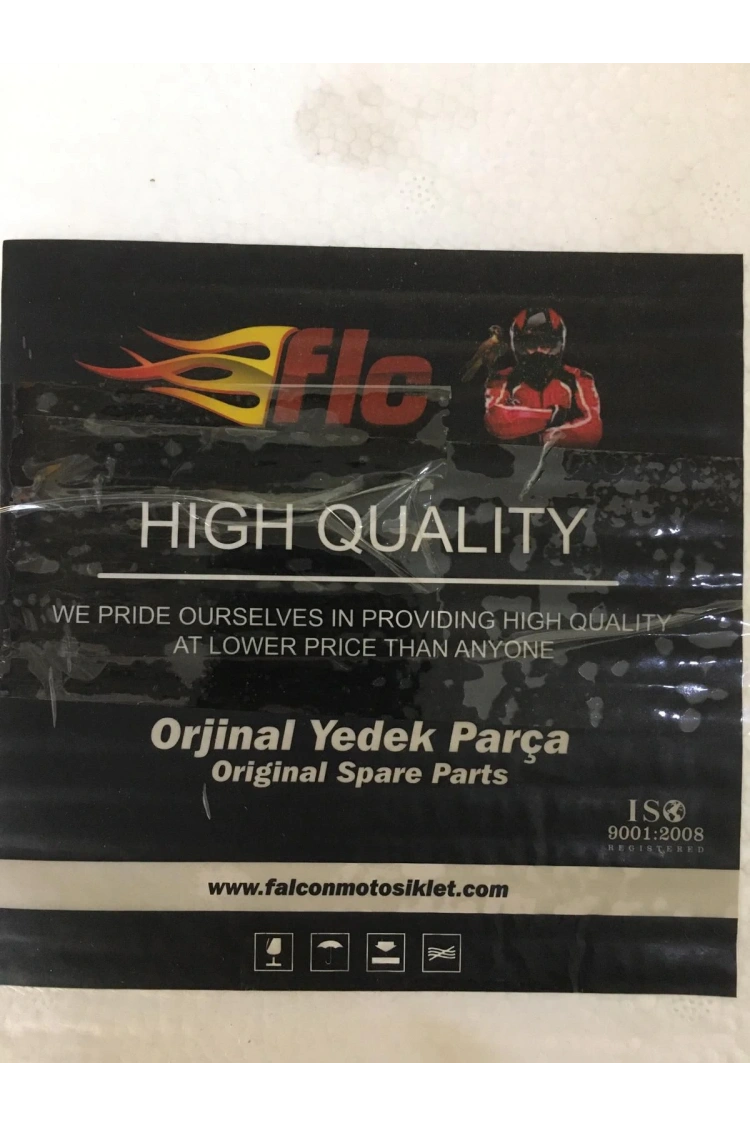 flc
HIGH QUALITY
WE PRIDE OURSELVES IN PROVIDING HIGH QUALITY
AT LOWER PRICE THAN ANYONE
Orjinal Yedek Parça
Original Spare Parts
ISO
9001:2008
REGISTERED
www.falconmotosiklet.com